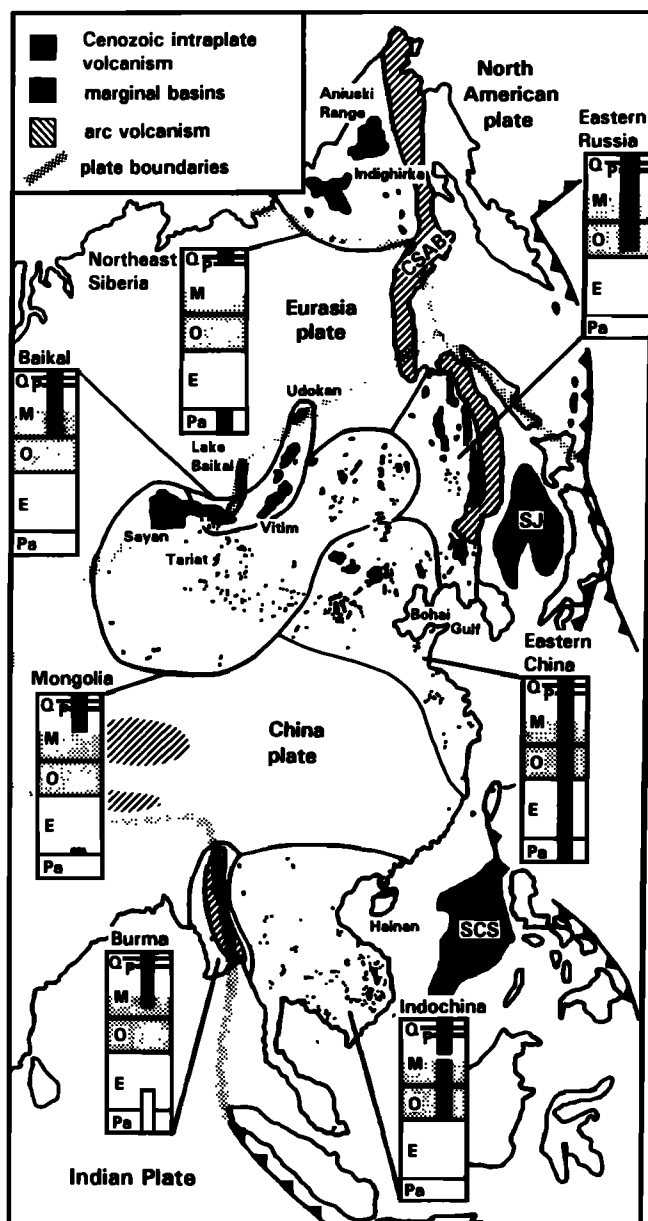 Cenozoic intraplate
volcanism
marginal basins
arc volcanism
plate boundaries
North
American
plate
Aniuski
Range
Indighirka
Eastern
Russia
Q
P
M
O
E
Pa
CSAB
Northeast
Siberia
Q
P
M
O
E
Pa
Eurasia
plate
Baikal
Q
P
M
O
E
Pa
Udokan
Lake
Baikal
Sayan
Vitim
Tariat
SJ
Bohai
Gulf
Eastern
China
Q
P
M
O
E
Pa
Mongolia
Q
P
M
O
E
Pa
China
plate
Hainan
SCS
Burma
Q
P
M
O
E
Pa
Indochina
Q
P
M
O
E
Pa
Indian Plate